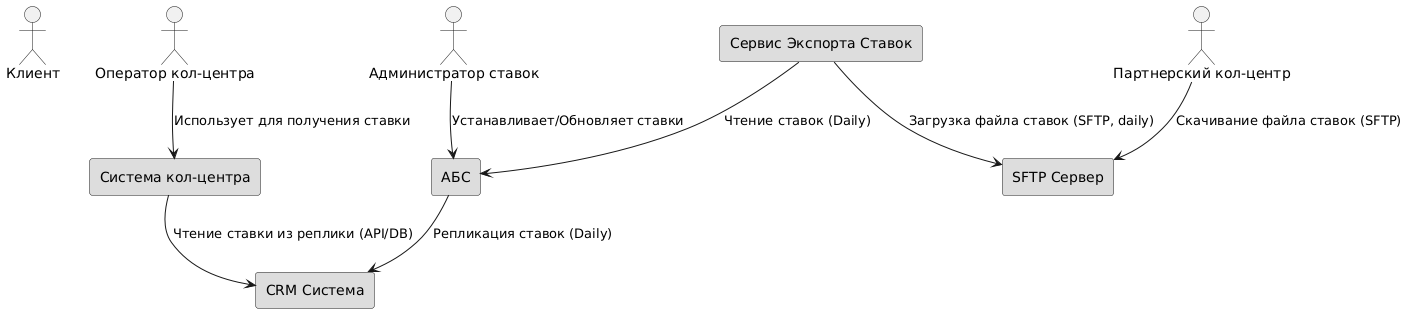 Сервис Экспорта Ставок
Клиент
Оператор кол-центра
Администратор ставок
Партнерский кол-центр
Использует для получения ставки
Устанавливает/Обновляет ставки
Чтение ставок (Daily)
Загрузка файла ставок (SFTP, daily)
Скачивание файла ставок (SFTP)
Система кол-центра
АБС
SFTP Сервер
Чтение ставки из реплики (API/DB)
Репликация ставок (Daily)
CRM Система